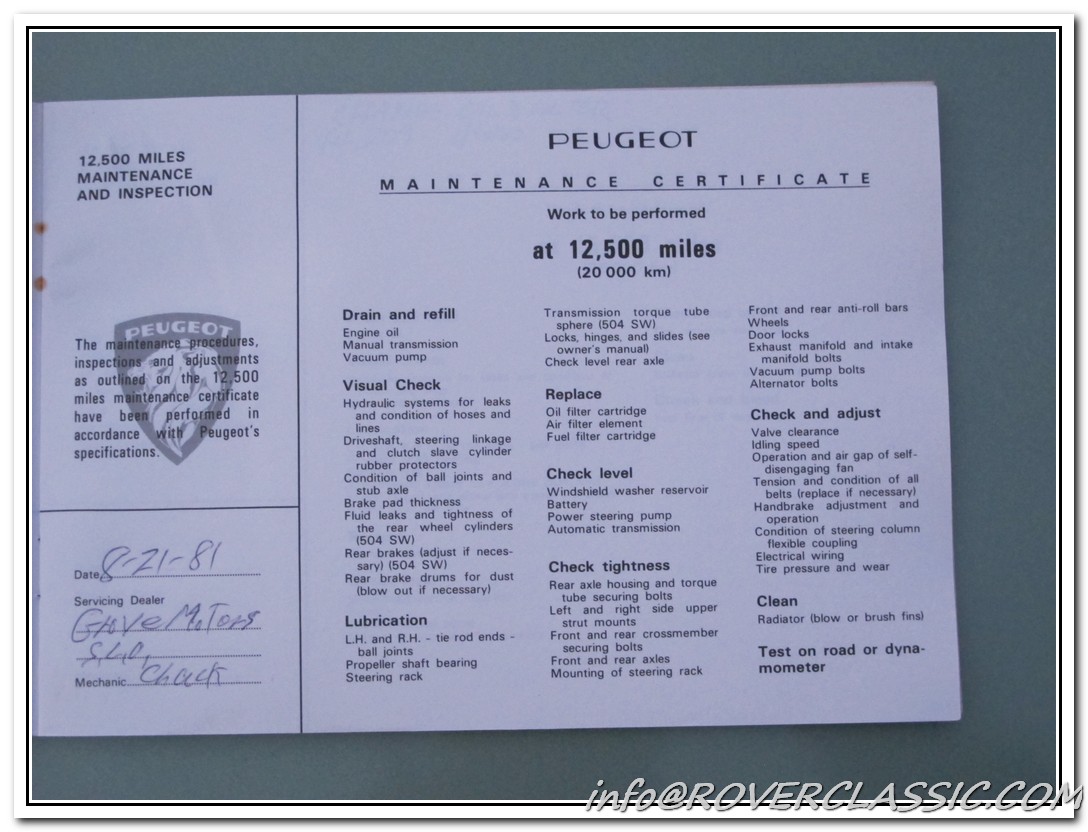 12,500 MILES
MAINTENANCE
AND INSPECTION
PEUGEOT
The maintenance procedures,
inspections and adjustments
as outlined on the 12,500
miles maintenance certificate
have been performed in
accordance with Peugeot's
specifications.
Date 8-21-81
Servicing Dealer
Grove Motors
S.L.O.
Mechanic Chuck
PEUGEOT
MAINTENANCE CERTIFICATE
Work to be performed
at 12,500 miles
(20 000 km)
Drain and refill
Engine oil
Manual transmission
Vacuum pump
Visual Check
Hydraulic systems for leaks
and condition of hoses and
lines
Driveshaft, steering linkage
and clutch slave cylinder
rubber protectors
Condition of ball joints and
stub axle
Brake pad thickness
Fluid leaks and tightness of
the rear wheel cylinders
(504 SW)
Rear brakes (adjust if neces-
sary) (504 SW)
Rear brake drums for dust
(blow out if necessary)
Lubrication
L.H. and R.H. - tie rod ends -
ball joints
Propeller shaft bearing
Steering rack
Transmission torque tube
sphere (504 SW)
Locks, hinges, and slides (see
owner's manual)
Check level rear axle
Replace
Oil filter cartridge
Air filter element
Fuel filter cartridge
Check level
Windshield washer reservoir
Battery
Power steering pump
Automatic transmission
Check tightness
Rear axle housing and torque
tube securing bolts
Left and right side upper
strut mounts
Front and rear crossmember
securing bolts
Front and rear axles
Mounting of steering rack
Front and rear anti-roll bars
Wheels
Door locks
Exhaust manifold and intake
manifold bolts
Vacuum pump bolts
Alternator bolts
Check and adjust
Valve clearance
Idling speed
Operation and air gap of self-
disengaging fan
Tension and condition of all
belts (replace if necessary)
Handbrake adjustment and
operation
Condition of steering column
flexible coupling
Electrical wiring
Tire pressure and wear
Clean
Radiator (blow or brush fins)
Test on road or dyna-
mometer
info@ROVERCLASSIC.COM